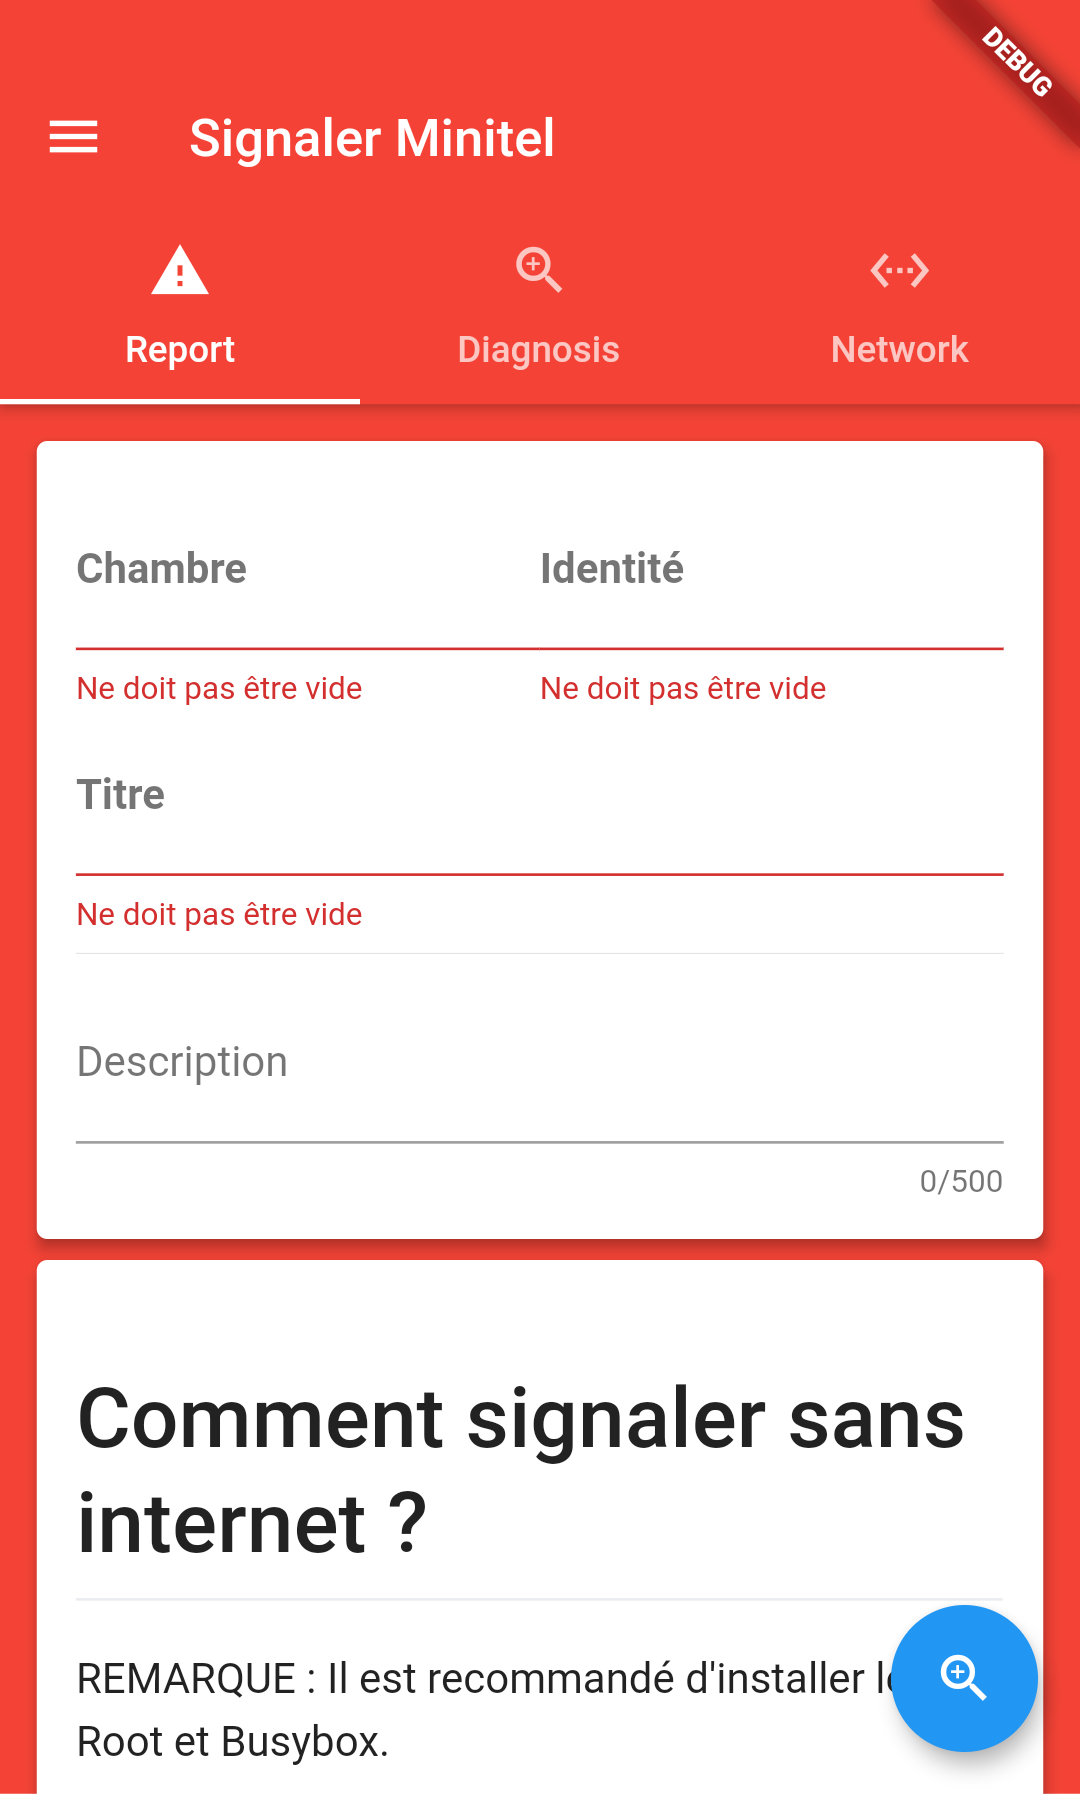 DEBUG
Signaler Minitel
Report Diagnosis Network
Chambre Identité
Ne doit pas être vide Ne doit pas être vide
Titre
Ne doit pas être vide
Description
0/500
Comment signaler sans
internet ?
REMARQUE : Il est recommandé d'installer
Root et Busybox.